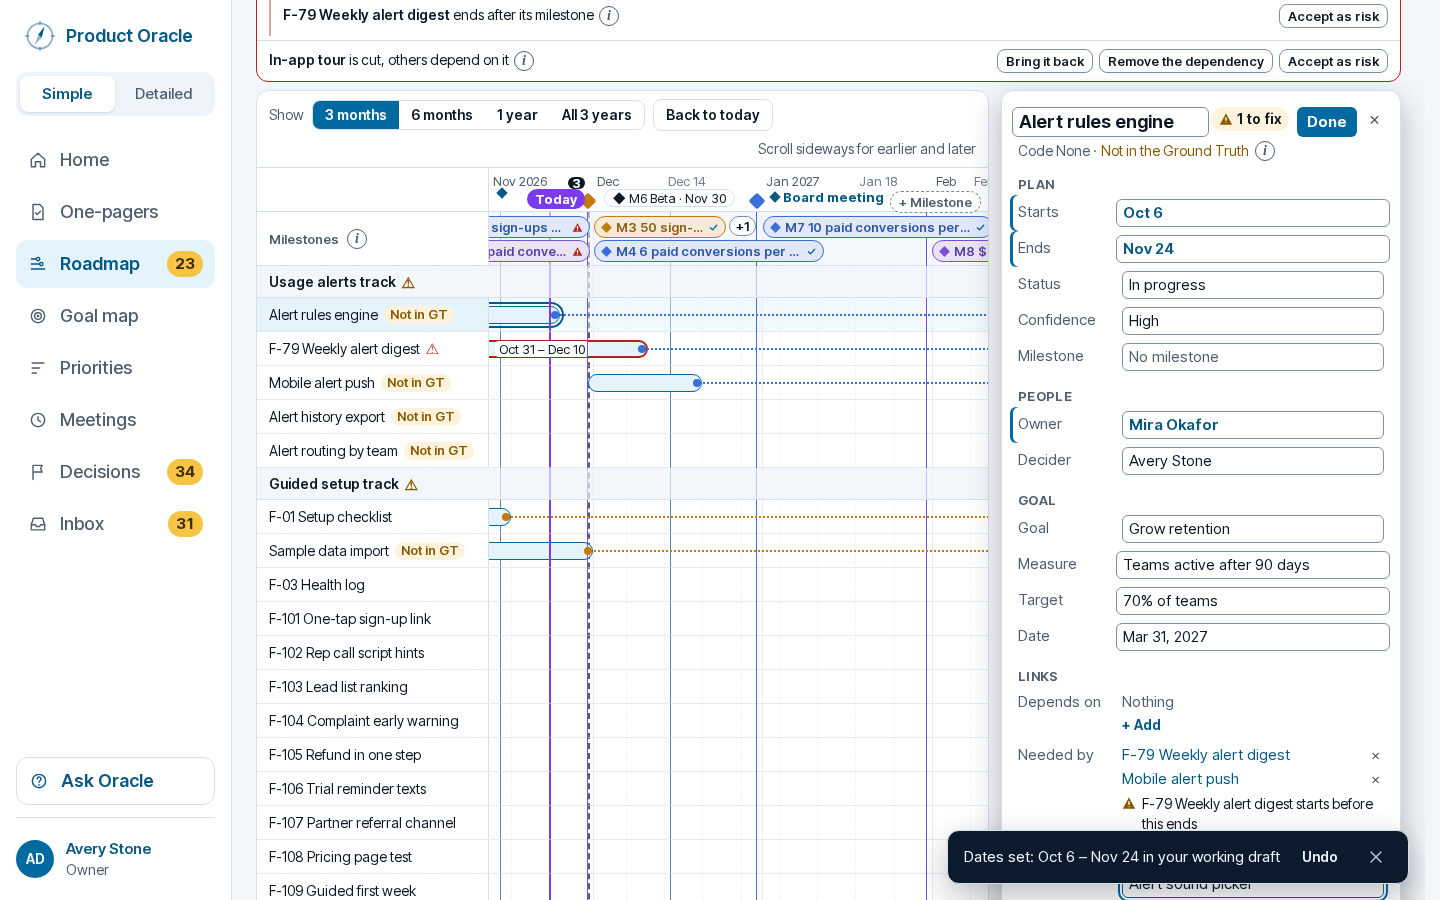 Product Oracle
Simple
Detailed
Home
One-pagers
Roadmap
23
Goal map
Priorities
Meetings
Decisions
34
Inbox
31
Ask Oracle
AD
Avery Stone
Owner
F-79 Weekly alert digest ends after its milestone i
Accept as risk
In-app tour is cut, others depend on it i
Bring it back
Remove the dependency
Accept as risk
Show
3 months
6 months
1 year
All 3 years
Back to today
Scroll sideways for earlier and later
Nov 2026
3
Dec
Dec 14
Jan 2027
Jan 18
Feb
Fe
Today
M6 Beta · Nov 30
Board meeting
+ Milestone
Milestones i
sign-ups ...
M3 50 sign-...
+1
M7 10 paid conversions per...
paid conve...
M4 6 paid conversions per ...
M8 $
Usage alerts track
Alert rules engine
Not in GT
F-79 Weekly alert digest
Oct 31 – Dec 10
Mobile alert push
Not in GT
Alert history export
Not in GT
Alert routing by team
Not in GT
Guided setup track
F-01 Setup checklist
Sample data import
Not in GT
F-03 Health log
F-101 One-tap sign-up link
F-102 Rep call script hints
F-103 Lead list ranking
F-104 Complaint early warning
F-105 Refund in one step
F-106 Trial reminder texts
F-107 Partner referral channel
F-108 Pricing page test
F-109 Guided first week
Alert rules engine
1 to fix
Done
×
Code None · Not in the Ground Truth i
PLAN
Starts
Oct 6
Ends
Nov 24
Status
In progress
Confidence
High
Milestone
No milestone
PEOPLE
Owner
Mira Okafor
Decider
Avery Stone
GOAL
Goal
Grow retention
Measure
Teams active after 90 days
Target
70% of teams
Date
Mar 31, 2027
LINKS
Depends on
Nothing
+ Add
Needed by
F-79 Weekly alert digest
×
Mobile alert push
×
F-79 Weekly alert digest starts before
this ends
Dates set: Oct 6 – Nov 24 in your working draft
Undo
Alert sound picker